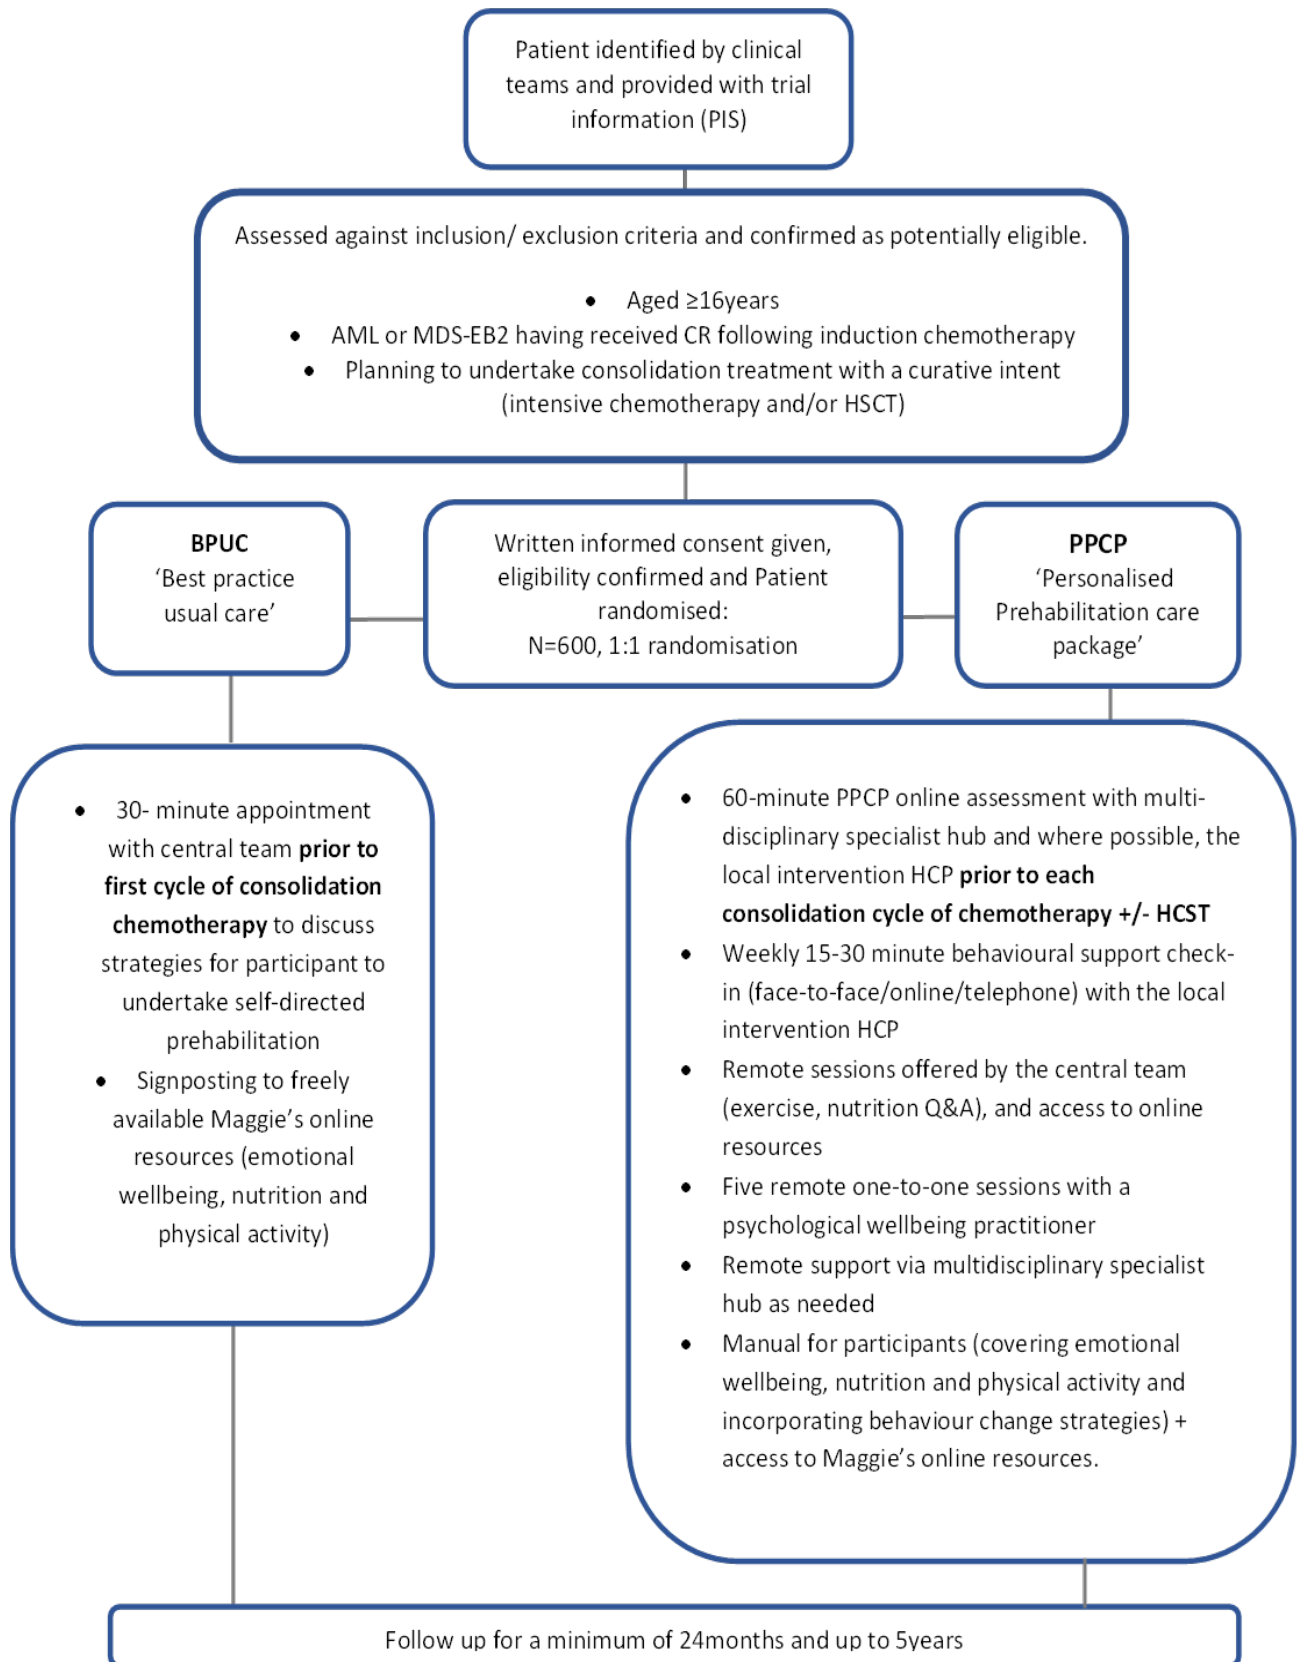 Patient identified by clinical
teams and provided with trial
information (PIS)
Assessed against inclusion/ exclusion criteria and confirmed as potentially eligible.
• Aged ≥16years
• AML or MDS-EB2 having received CR following induction chemotherapy
• Planning to undertake consolidation treatment with a curative intent
(intensive chemotherapy and/or HSCT)
BPUC
‘Best practice
usual care’
Written informed consent given,
eligibility confirmed and Patient
randomised:
N=600, 1:1 randomisation
PPCP
‘Personalised
Prehabilitation care
package’
• 30- minute appointment
with central team prior to
first cycle of consolidation
chemotherapy to discuss
strategies for participant to
undertake self-directed
prehabilitation
• Signposting to freely
available Maggie’s online
resources (emotional
wellbeing, nutrition and
physical activity)
• 60-minute PPCP online assessment with multi-
disciplinary specialist hub and where possible, the
local intervention HCP prior to each
consolidation cycle of chemotherapy +/- HCST
• Weekly 15-30 minute behavioural support check-
in (face-to-face/online/telephone) with the local
intervention HCP
• Remote sessions offered by the central team
(exercise, nutrition Q&A), and access to online
resources
• Five remote one-to-one sessions with a
psychological wellbeing practitioner
• Remote support via multidisciplinary specialist
hub as needed
• Manual for participants (covering emotional
wellbeing, nutrition and physical activity and
incorporating behaviour change strategies) +
access to Maggie’s online resources.
Follow up for a minimum of 24months and up to 5years